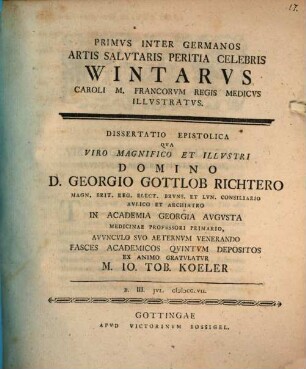 17.
PRIMVS INTER GERMANOS
ARTIS SALVTARIS PERITIA CELEBRIS
WINTARVS
CAROLI M. FRANCORVM REGIS MEDICVS
ILLVSTRATVS.
DISSERTATIO EPISTOLICA
QVA
VIRO MAGNIFICO ET ILLVSTRI
DOMINO
D. GEORGIO GOTTLOB RICHTERO
MAGN. BRIT. REG. ELECT. BRVNS. ET LVN. CONSILIARIO
AVLICO ET ARCHIATRO
IN ACADEMIA GEORGIA AVGVSTA
MEDICINAE PROFESSORI PRIMARIO,
AVVNCVLO SVO AETERNVM VENERANDO
FASCES ACADEMICOS QVINTVM DEPOSITOS
EX ANIMO GRATVLATVR
M. IO. TOB. KOELER
III
GOTTINGAE
APVD VICTORINVM BOSSIGEL.